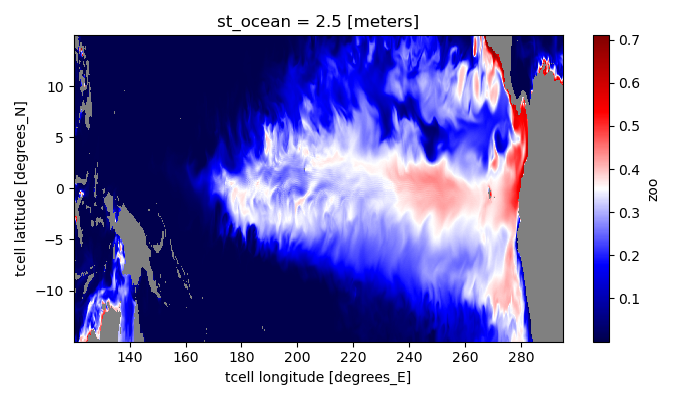 st_ocean = 2.5 [meters]
10
5
0
−5
−10
tcell latitude [degrees_N]
140 160 180 200 220 240 260 280
tcell longitude [degrees_E]
0.7
0.6
0.5
0.4
0.3
0.2
0.1
zoo